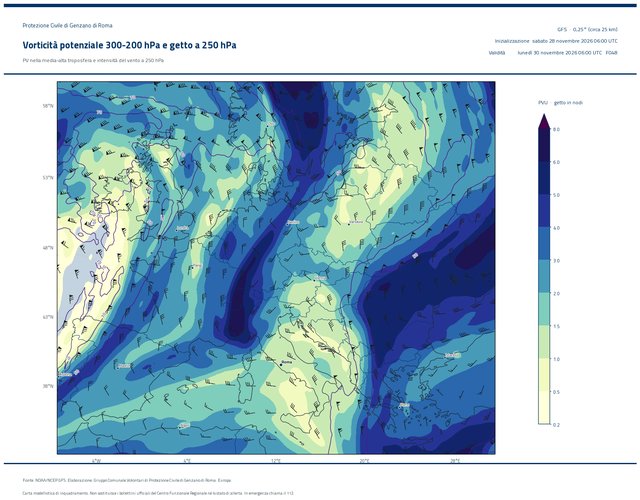 Protezione Civile di Genzano di Roma
Vorticità potenziale 300-200 hPa e getto a 250 hPa
PV nella media-alta troposfera e intensità del vento a 250 hPa
GFS · 0,25° (circa 25 km)
Inizializzazione sabato 28 novembre 2026 06:00 UTC
Validità lunedì 30 novembre 2026 06:00 UTC F048
PVU · getto in nodi
58°N
53°N
48°N
43°N
38°N
4°W
4°E
12°E
20°E
28°E
Roma
8.0
6.0
5.0
4.0
3.0
2.0
1.5
1.0
0.5
0.2
Fonte: NOAA/NCEP GFS. Elaborazione: Gruppo Comunale Volontari di Protezione Civile di Genzano di Roma. Europa
Carta modellistica di inquadramento. Non sostituisce i bollettini ufficiali del Centro Funzionale Regionale né lo stato di allerta. In emergenza chiama il 112.